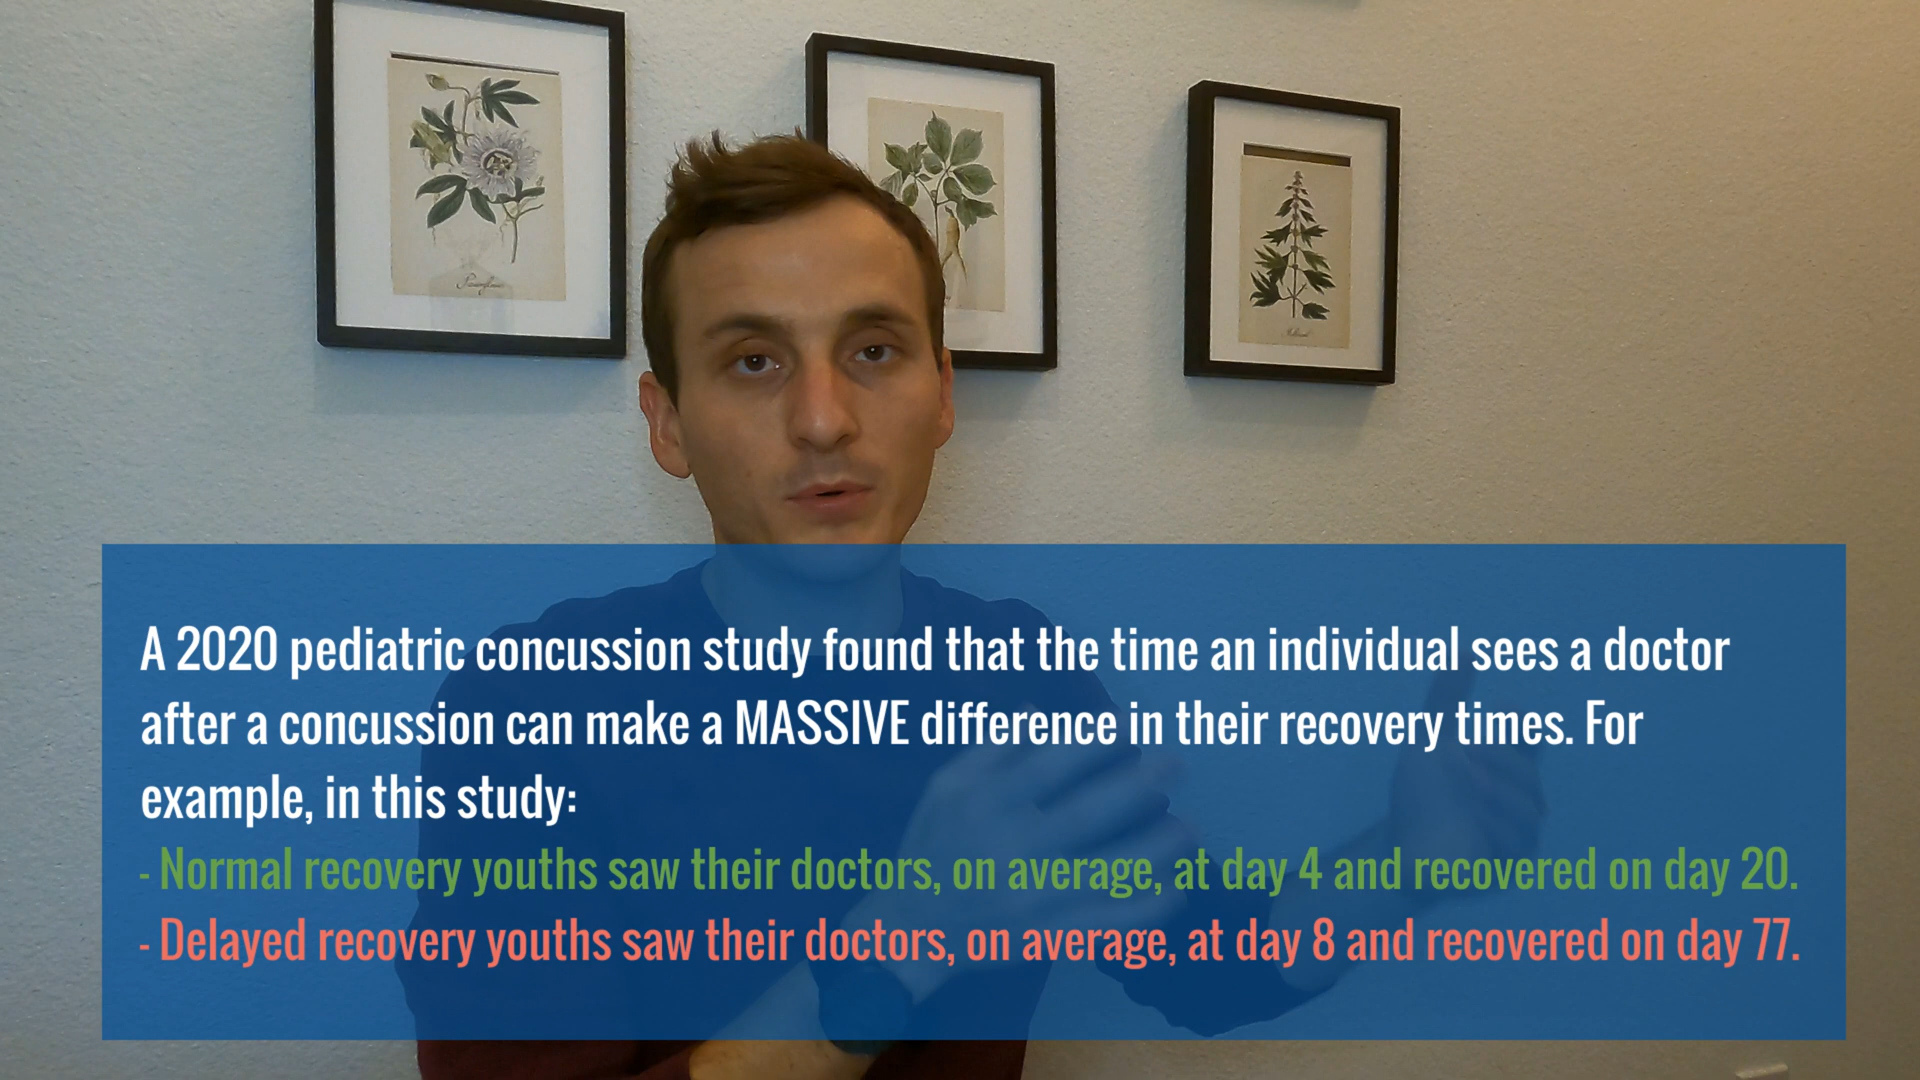 A 2020 pediatric concussion study found that the time an individual sees a doctor
after a concussion can make a MASSIVE difference in their recovery times. For
example, in this study:
- Normal recovery youths saw their doctors, on average, at day 4 and recovered on day 20.
- Delayed recovery youths saw their doctors, on average, at day 8 and recovered on day 77.